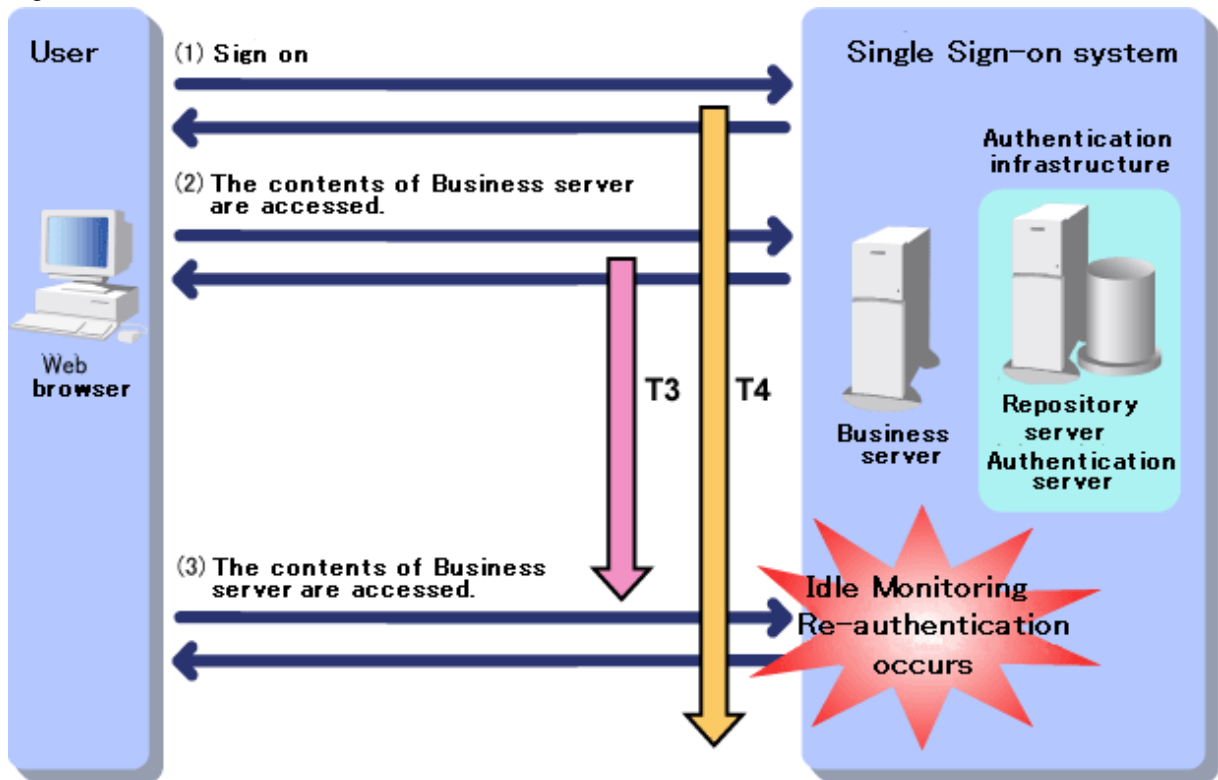 User
Single Sign-on system
(1) Sign on
Authentication
infrastructure
(2) The contents of Business server
are accessed.
Web
browser
T3
T4
Business
server
Repository
server
Authentication
server
(3) The contents of Business
server are accessed.
Idle Monitoring
Re-authentication
occurs